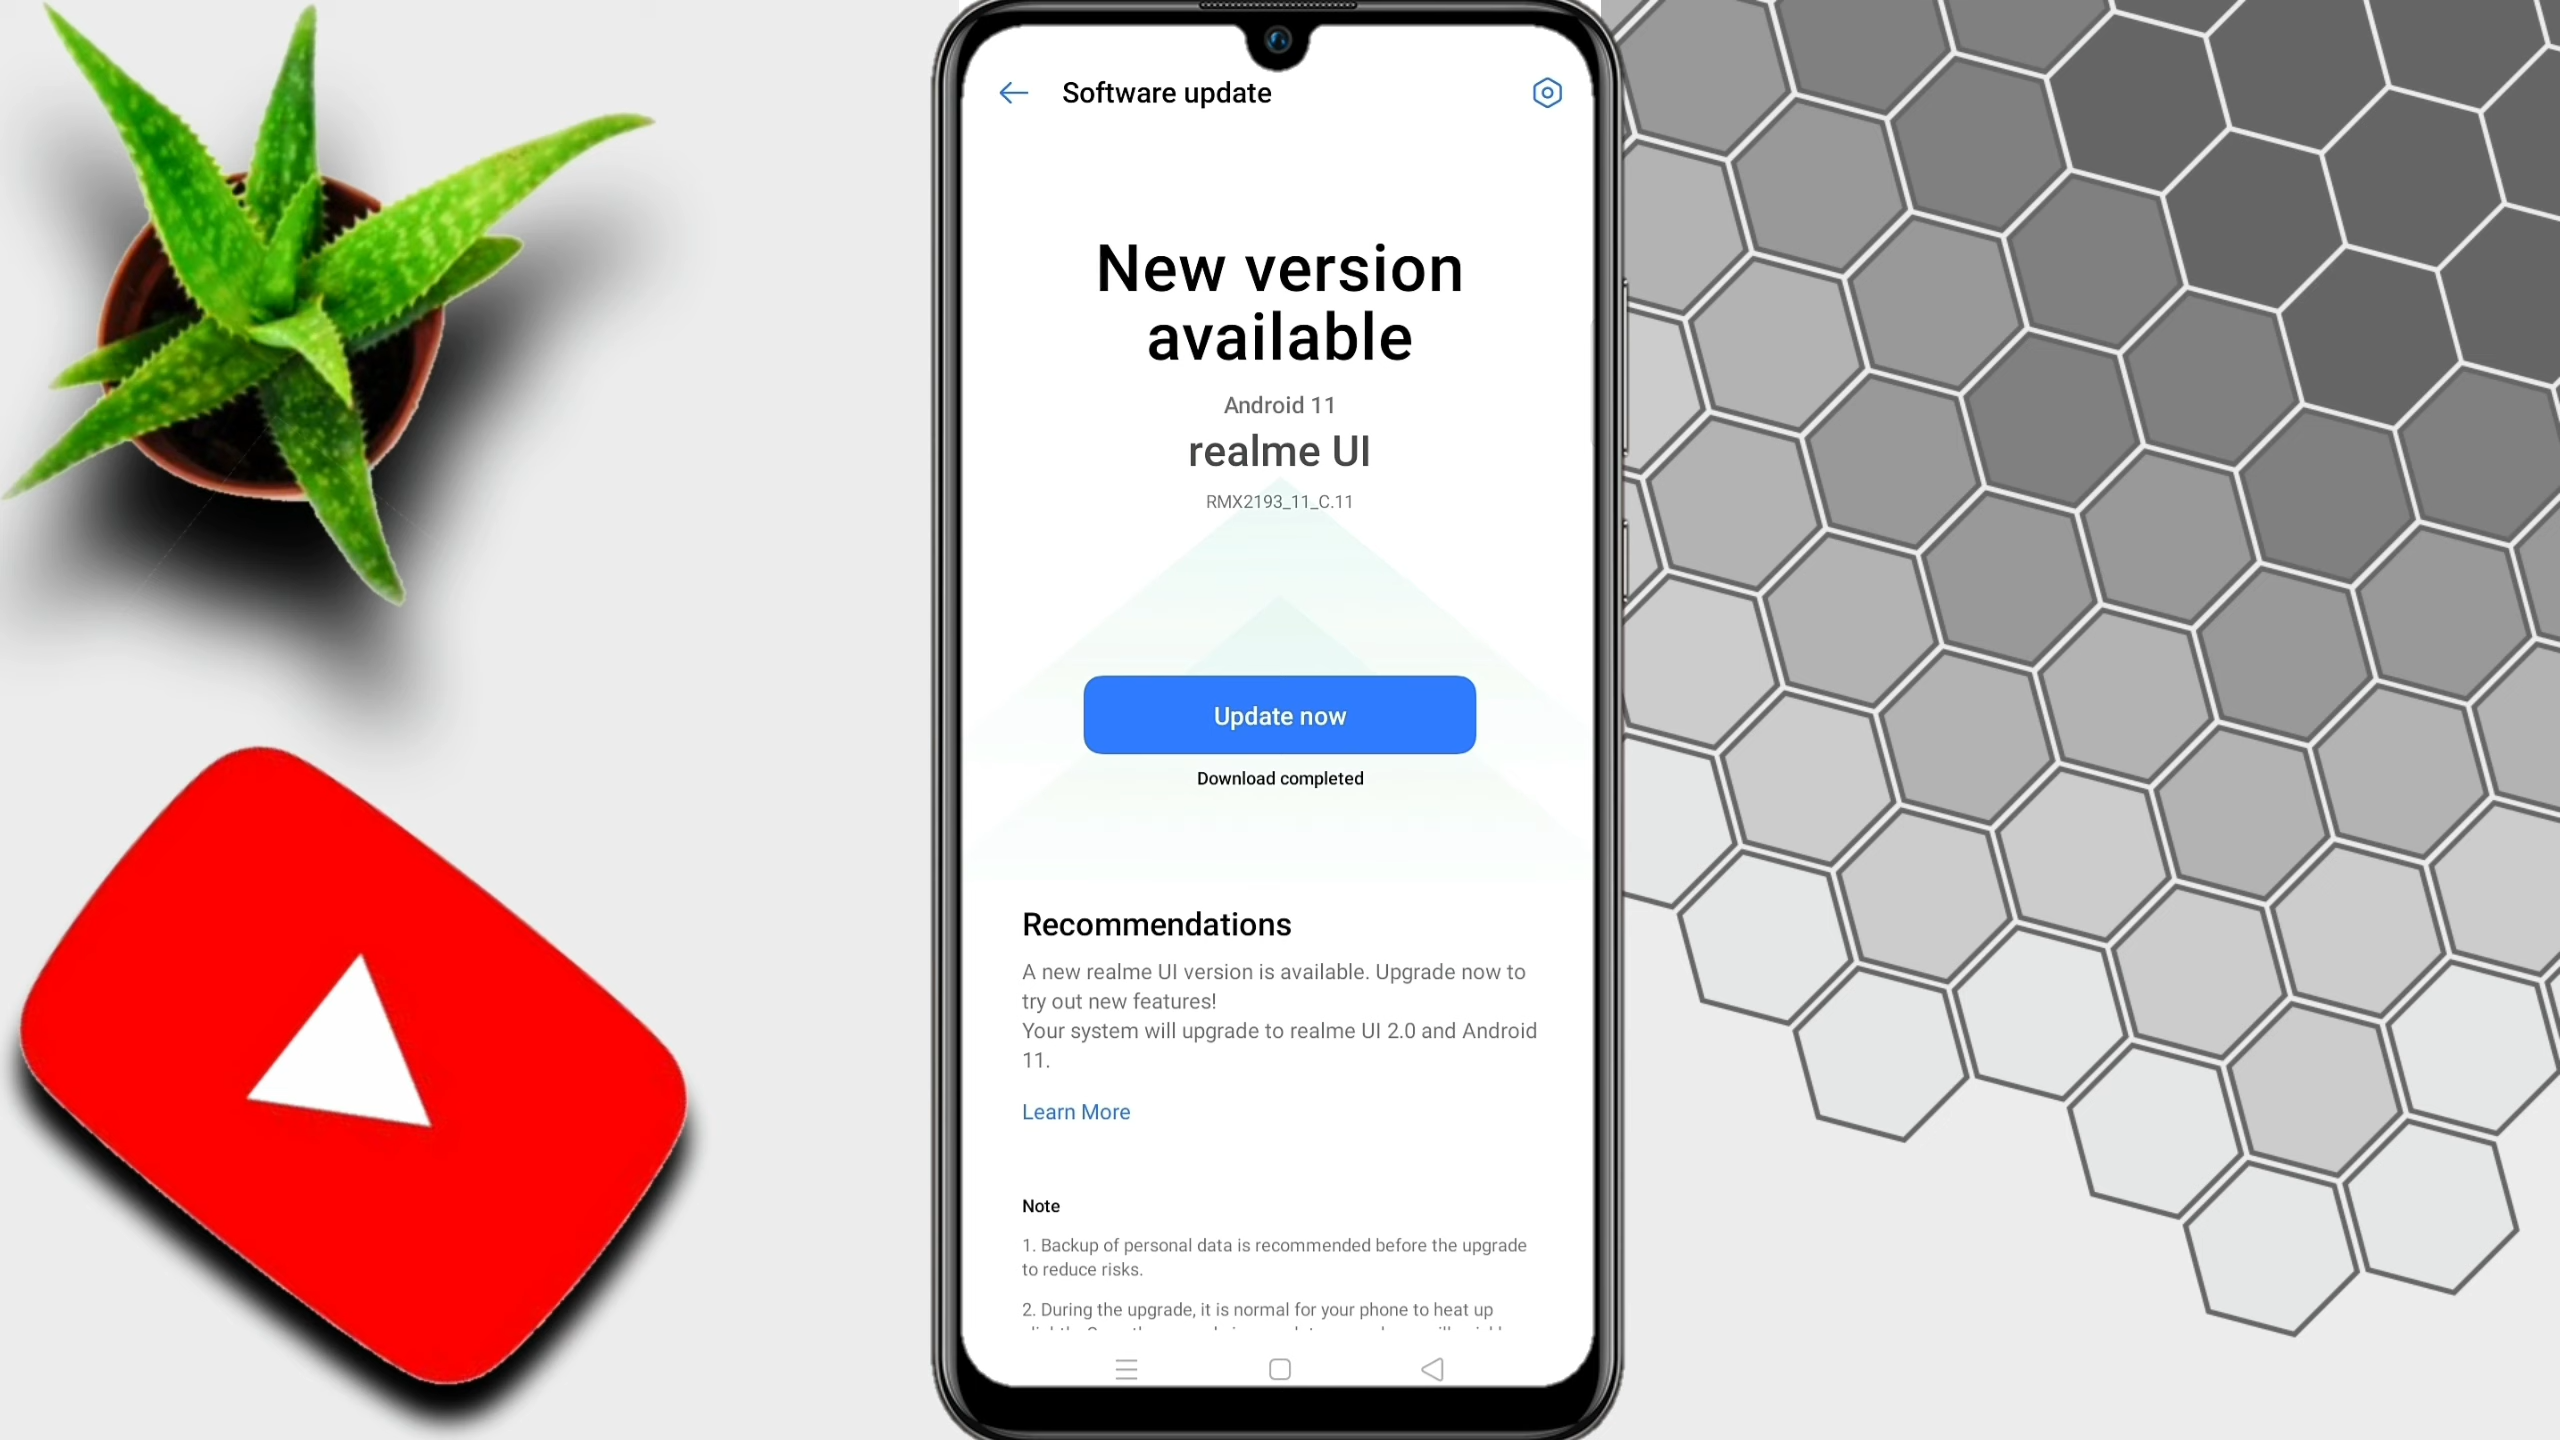 Software update
New version
available
Android 11
realme UI
RMX2193_11_C.11
Update now
Download completed
Recommendations
A new realme UI version is available. Upgrade now to
try out new features!
Your system will upgrade to realme UI 2.0 and Android
11.
Learn More
Note
1. Backup of personal data is recommended before the upgrade
to reduce risks.
2. During the upgrade, it is normal for your phone to heat up